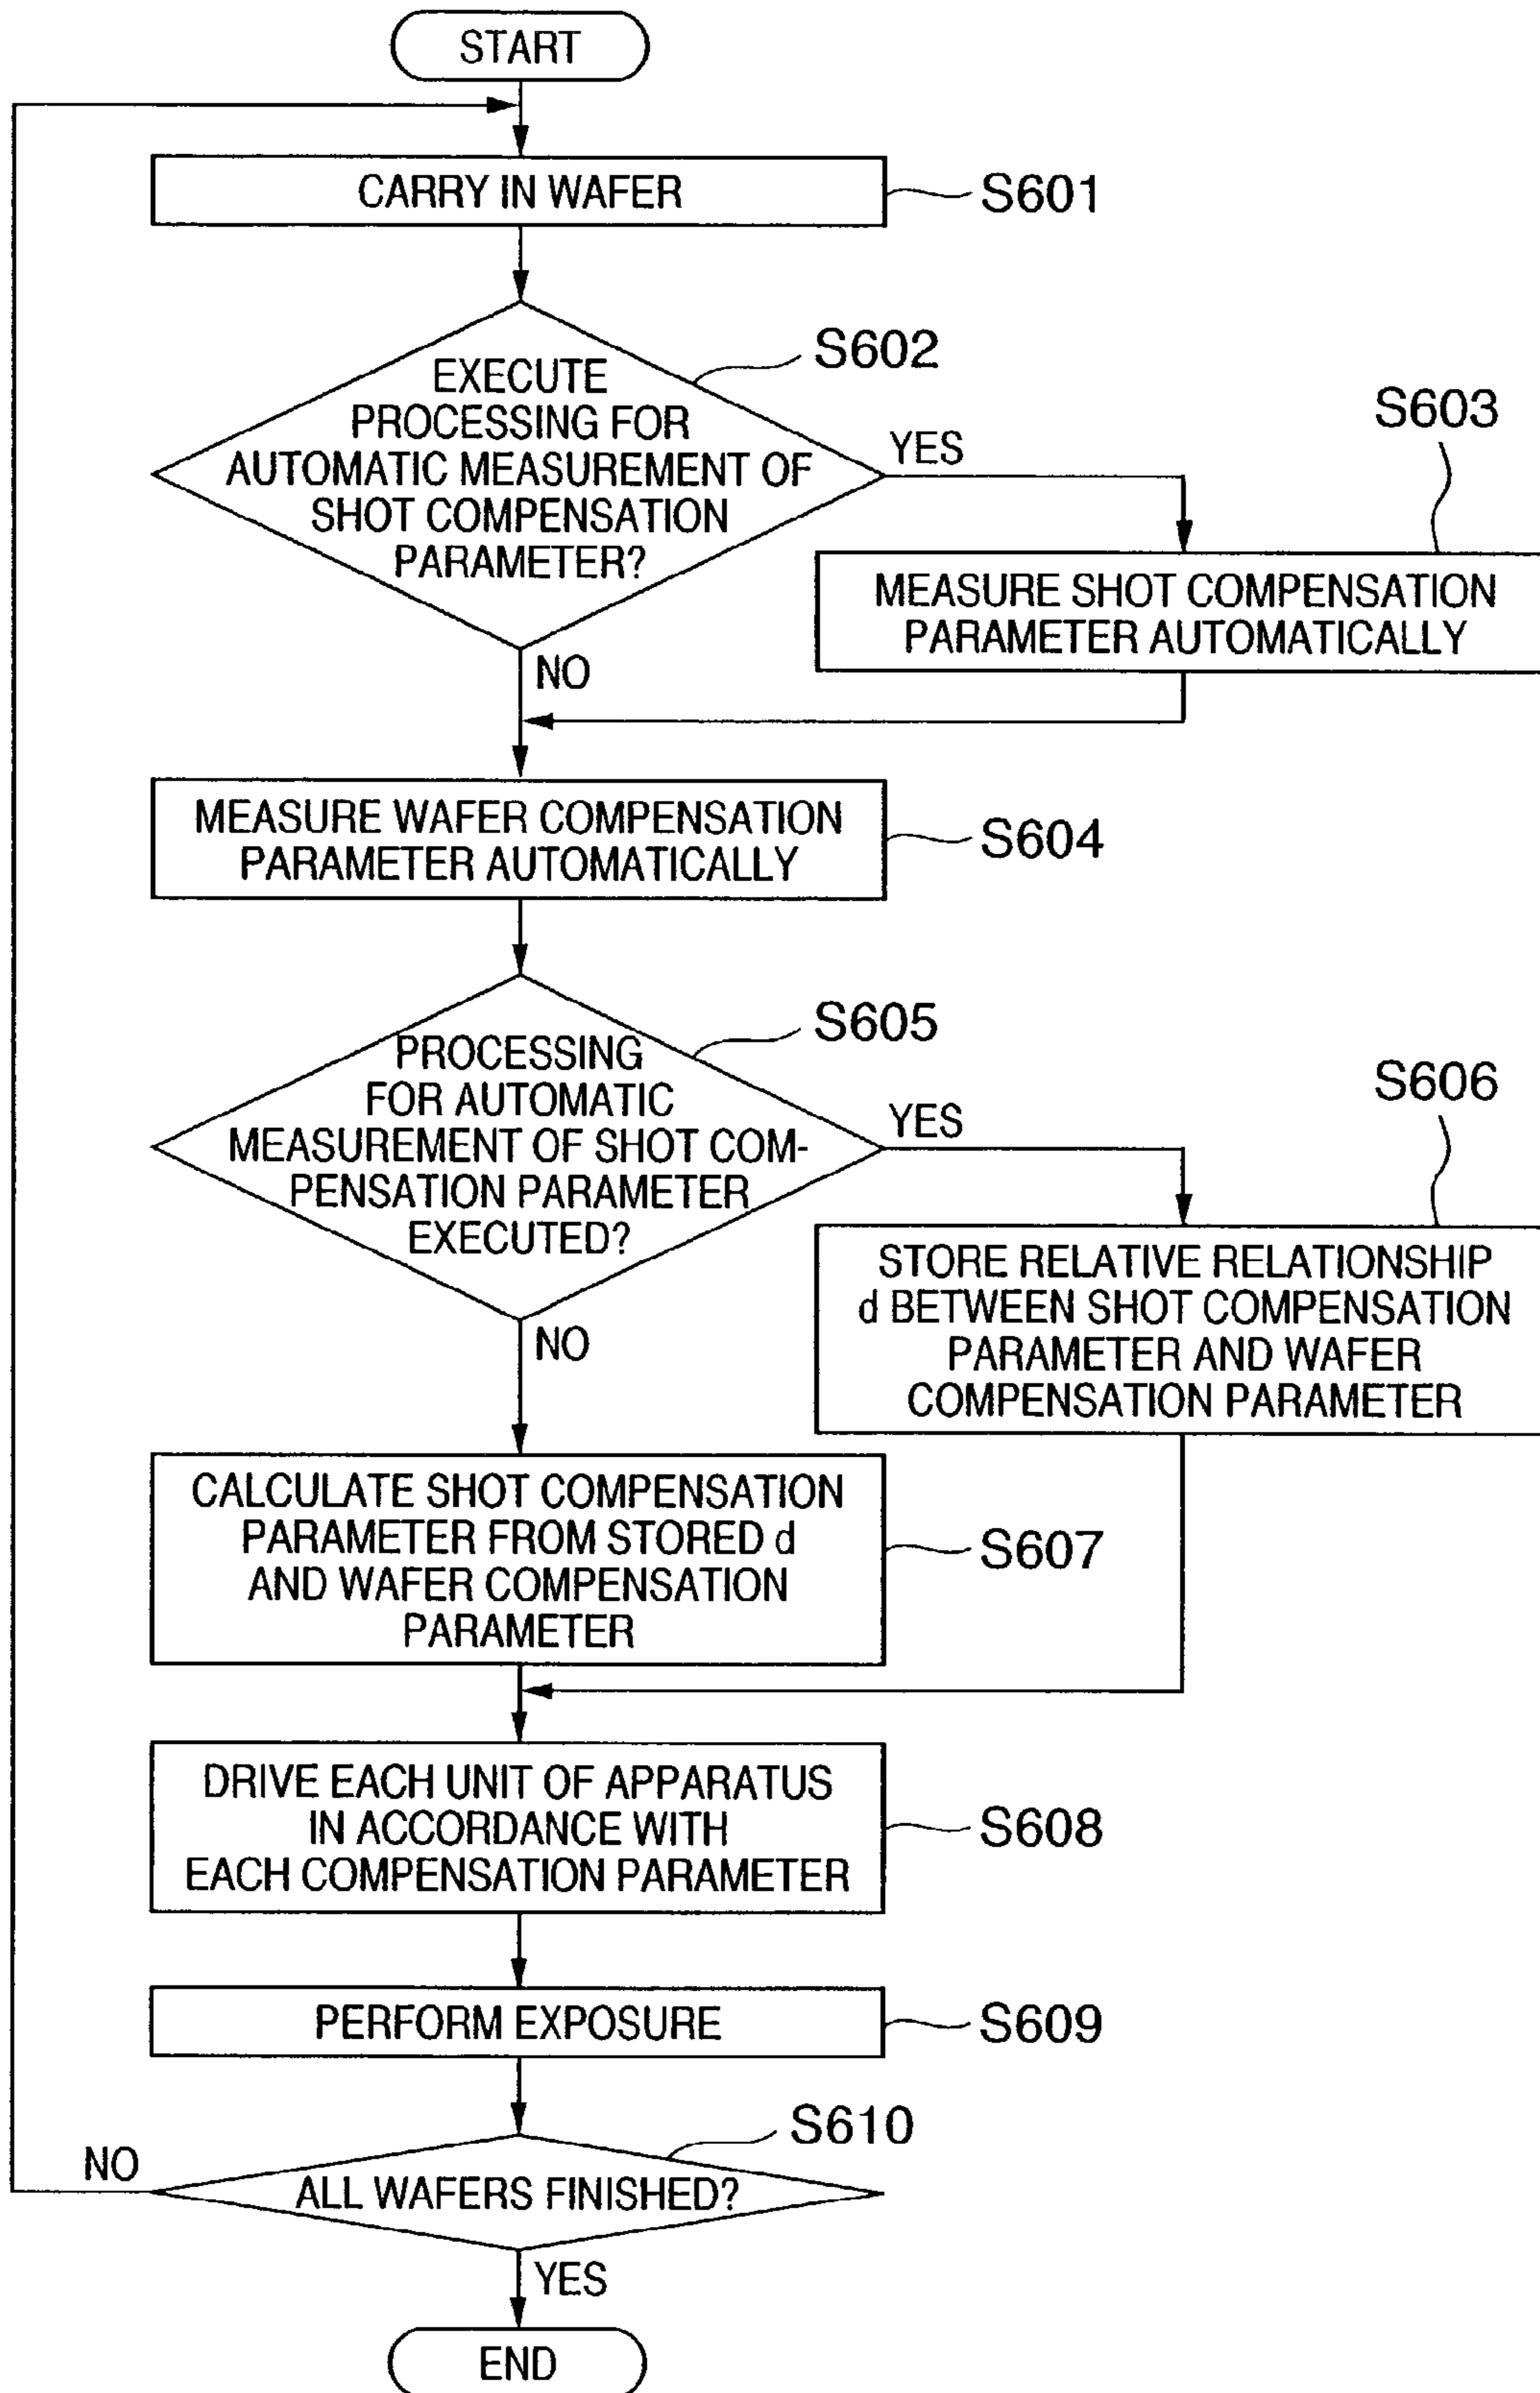 START
CARRY IN WAFER
S601
EXECUTE
PROCESSING FOR
AUTOMATIC MEASUREMENT OF
SHOT COMPENSATION
PARAMETER?
S602
YES
NO
S603
MEASURE SHOT COMPENSATION
PARAMETER AUTOMATICALLY
MEASURE WAFER COMPENSATION
PARAMETER AUTOMATICALLY
S604
PROCESSING
FOR AUTOMATIC
MEASUREMENT OF SHOT COM-
PENSATION PARAMETER
EXECUTED?
S605
YES
NO
S606
STORE RELATIVE RELATIONSHIP
d BETWEEN SHOT COMPENSATION
PARAMETER AND WAFER
COMPENSATION PARAMETER
CALCULATE SHOT COMPENSATION
PARAMETER FROM STORED d
AND WAFER COMPENSATION
PARAMETER
S607
DRIVE EACH UNIT OF APPARATUS
IN ACCORDANCE WITH
EACH COMPENSATION PARAMETER
S608
PERFORM EXPOSURE
S609
S610
NO
ALL WAFERS FINISHED?
YES
END